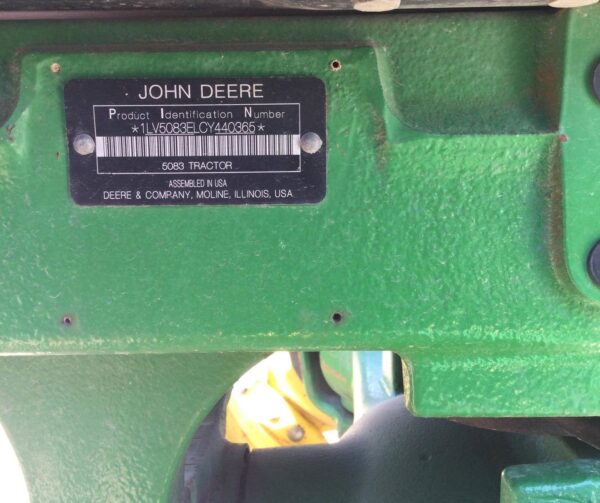 JOHN DEERE
Product Identification Number
*1LV5083ELCY440365*
5083 TRACTOR
ASSEMBLED IN USA
DEERE & COMPANY, MOLINE, ILLINOIS, USA